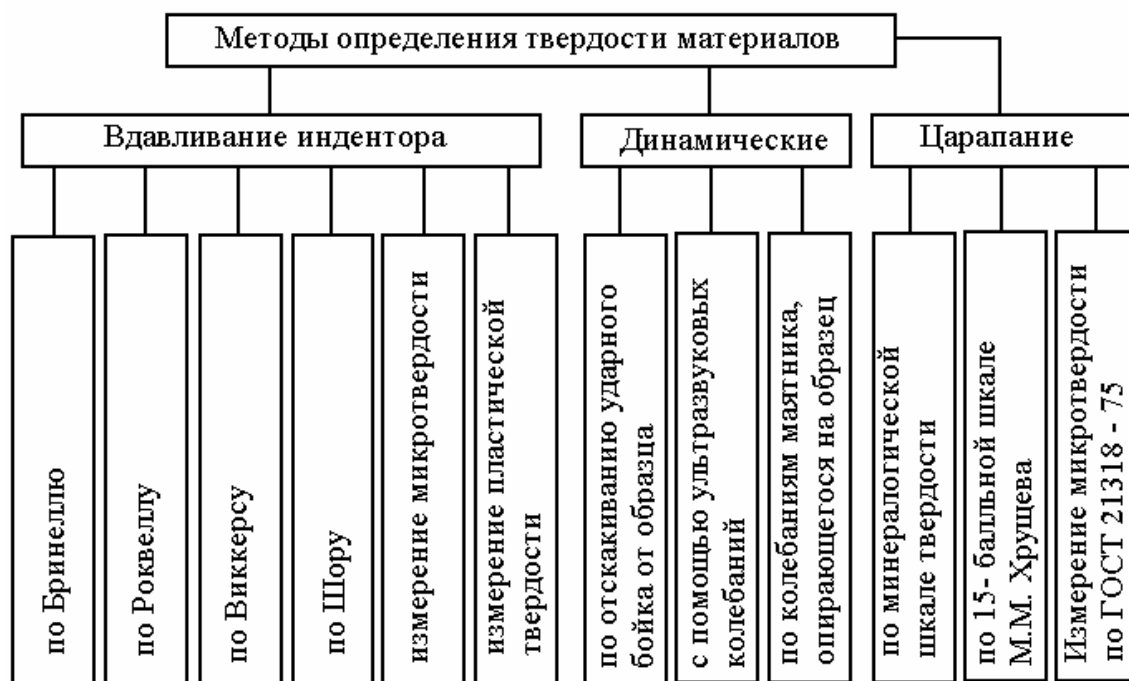 Методы определения твердости материалов
Вдавливание индентора
Динамические
Царапание
по Бринеллю
по Роквеллу
по Виккерсу
по Шору
измерение микротвердости
измерение пластической
твердости
по отскакиванию ударного
бойка от образца
с помощью ультразвуковых
колебаний
по колебаниям маятника,
опирающегося на образец
по минералогической
шкале твердости
по 15- балльной шкале
М.М. Хрущева
Измерение микротвердости
по ГОСТ 21318 - 75